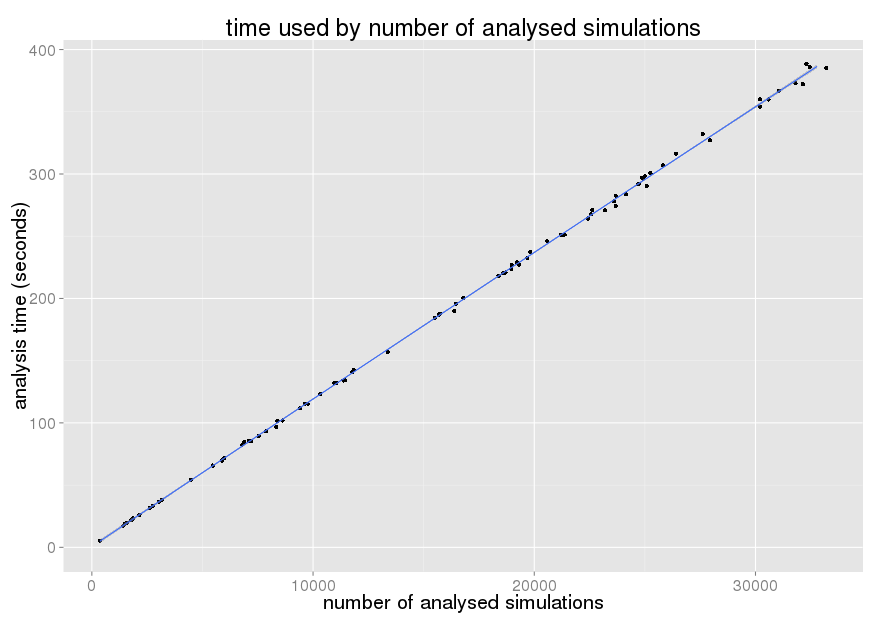 time used by number of analysed simulations
400
300
200
100
0
analysis time (seconds)
0 10000 20000 30000
number of analysed simulations